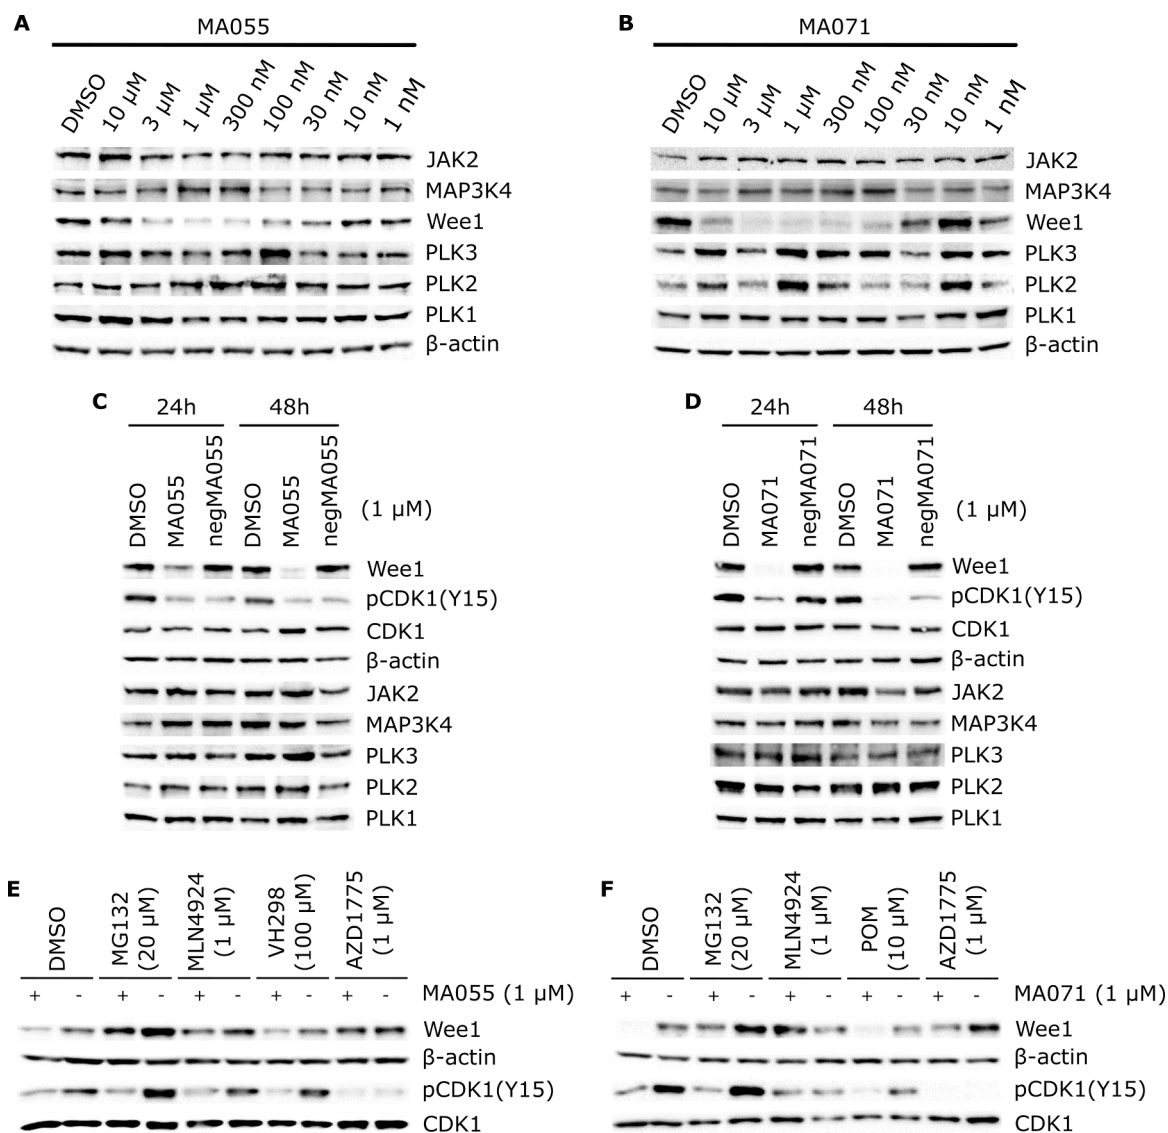 A
MA055
DMSO 10 µM 3 µM 1 µM 300 nM 100 nM 30 nM 10 nM 1 nM
JAK2
MAP3K4
Wee1
PLK3
PLK2
PLK1
β-actin
B
MA071
DMSO 10 µM 3 µM 1 µM 300 nM 100 nM 30 nM 10 nM 1 nM
JAK2
MAP3K4
Wee1
PLK3
PLK2
PLK1
β-actin
C
24h 48h
DMSO MA055 negMA055 DMSO MA055 negMA055 (1 µM)
Wee1
pCDK1(Y15)
CDK1
β-actin
JAK2
MAP3K4
PLK3
PLK2
PLK1
D
24h 48h
DMSO MA071 negMA071 DMSO MA071 negMA071 (1 µM)
Wee1
pCDK1(Y15)
CDK1
β-actin
JAK2
MAP3K4
PLK3
PLK2
PLK1
E
DMSO
MG132
(20 µM)
MLN4924
(1 µM)
VH298
(100 µM)
AZD1775
(1 µM)
+ - + - + - + - + - MA055 (1 µM)
Wee1
β-actin
pCDK1(Y15)
CDK1
F
DMSO
MG132
(20 µM)
MLN4924
(1 µM)
POM
(10 µM)
AZD1775
(1 µM)
+ - + - + - + - + - MA071 (1 µM)
Wee1
β-actin
pCDK1(Y15)
CDK1